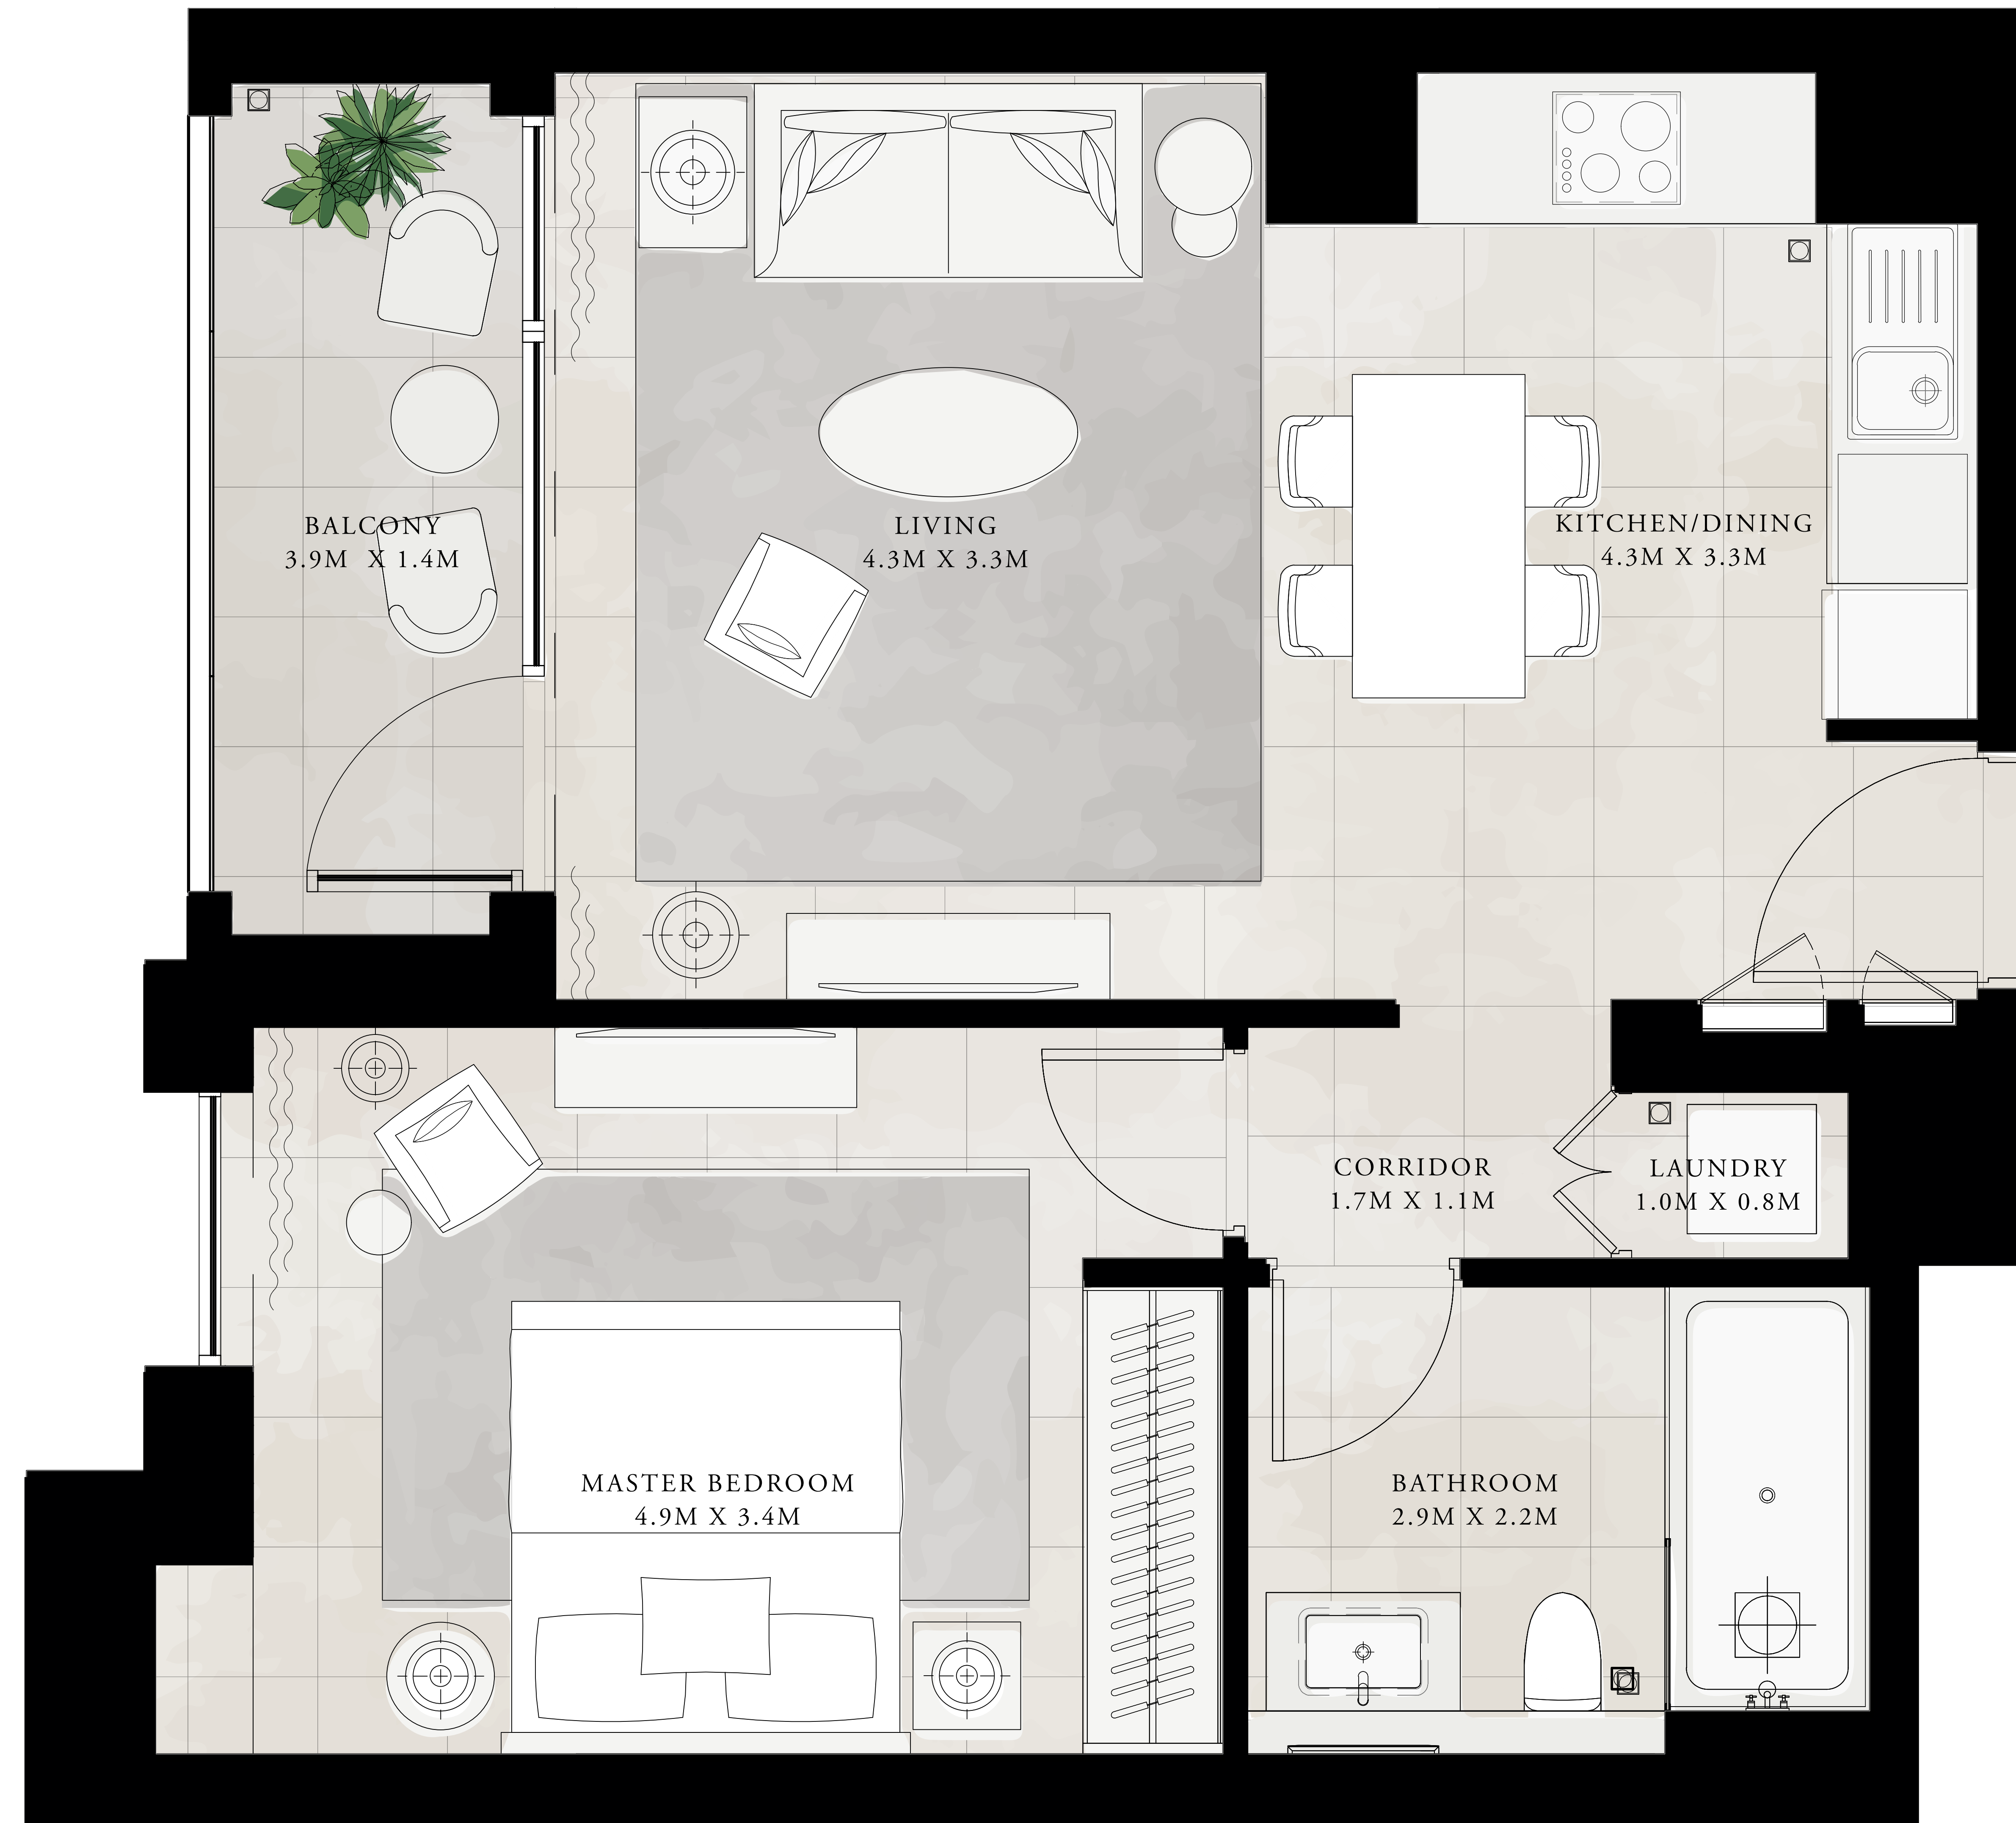 BALCONY
3.9M X 1.4M
LIVING
4.3M X 3.3M
KITCHEN/DINING
4.3M X 3.3M
CORRIDOR
1.7M X 1.1M
LAUNDRY
1.0M X 0.8M
MASTER BEDROOM
4.9M X 3.4M
BATHROOM
2.9M X 2.2M